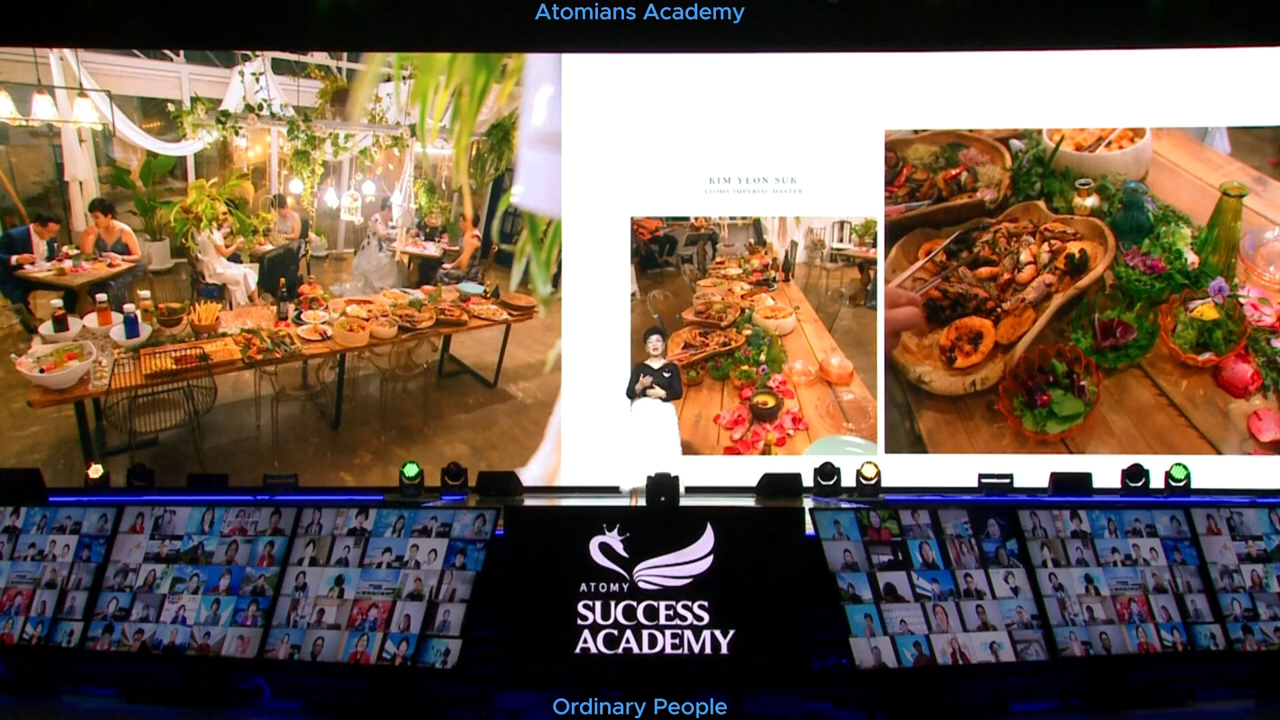 Atomians Academy
KIM YEON SUK
ATOMY IMPERIAL MASTER
ATOMY
SUCCESS
ACADEMY
Ordinary People